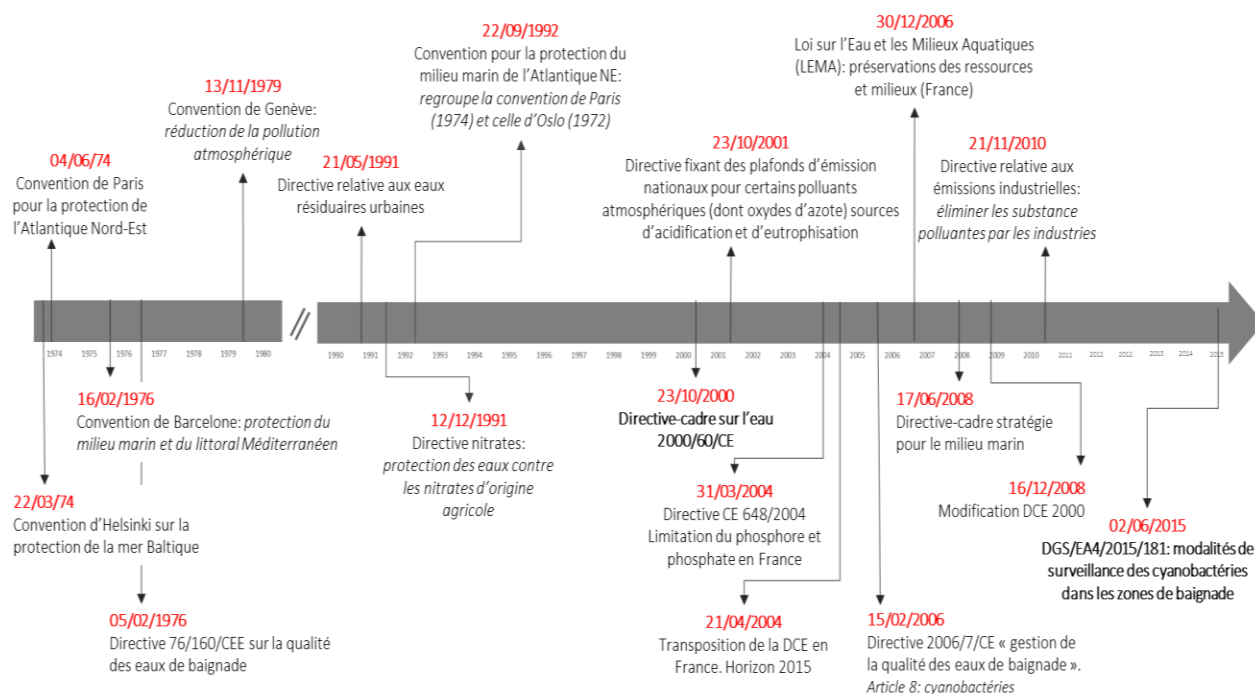 22/09/1992
Convention pour la protection du
milieu marin de l'Atlantique NE:
regroupe la convention de Paris
(1974) et celle d'Oslo (1972)
30/12/2006
Loi sur l'Eau et les Milieux Aquatiques
(LEMA): préservations des ressources
et milieux (France)
13/11/1979
Convention de Genève:
réduction de la pollution
atmosphérique
04/06/74
Convention de Paris
pour la protection de
l'Atlantique Nord-Est
21/05/1991
Directive relative aux eaux
résiduaires urbaines
23/10/2001
Directive fixant des plafonds d'émission
nationaux pour certains polluants
atmosphériques (dont oxydes d'azote) sources
d'acidification et d'eutrophisation
21/11/2010
Directive relative aux
émissions industrielles:
éliminer les substance
polluantes par les industries
//
1974 1975 1976 1977 1978 1979 1980 1990 1991 1992 1993 1994 1995 1996 1997 1998 1999 2000 2001 2002 2003 2004 2005 2006 2007 2008 2009 2010 2011 2012 2013 2014 2015
16/02/1976
Convention de Barcelone: protection du
milieu marin et du littoral Méditerranéen
12/12/1991
Directive nitrates:
protection des eaux contre
les nitrates d'origine
agricole
23/10/2000
Directive-cadre sur l'eau
2000/60/CE
17/06/2008
Directive-cadre stratégie
pour le milieu marin
22/03/74
Convention d'Helsinki sur la
protection de la mer Baltique
31/03/2004
Directive CE 648/2004
Limitation du phosphore et
phosphate en France
16/12/2008
Modification DCE 2000
02/06/2015
DGS/EA4/2015/181: modalités de
surveillance des cyanobactéries
dans les zones de baignade
05/02/1976
Directive 76/160/CEE sur la qualité
des eaux de baignade
21/04/2004
Transposition de la DCE en
France. Horizon 2015
15/02/2006
Directive 2006/7/CE « gestion de
la qualité des eaux de baignade ».
Article 8: cyanobactéries